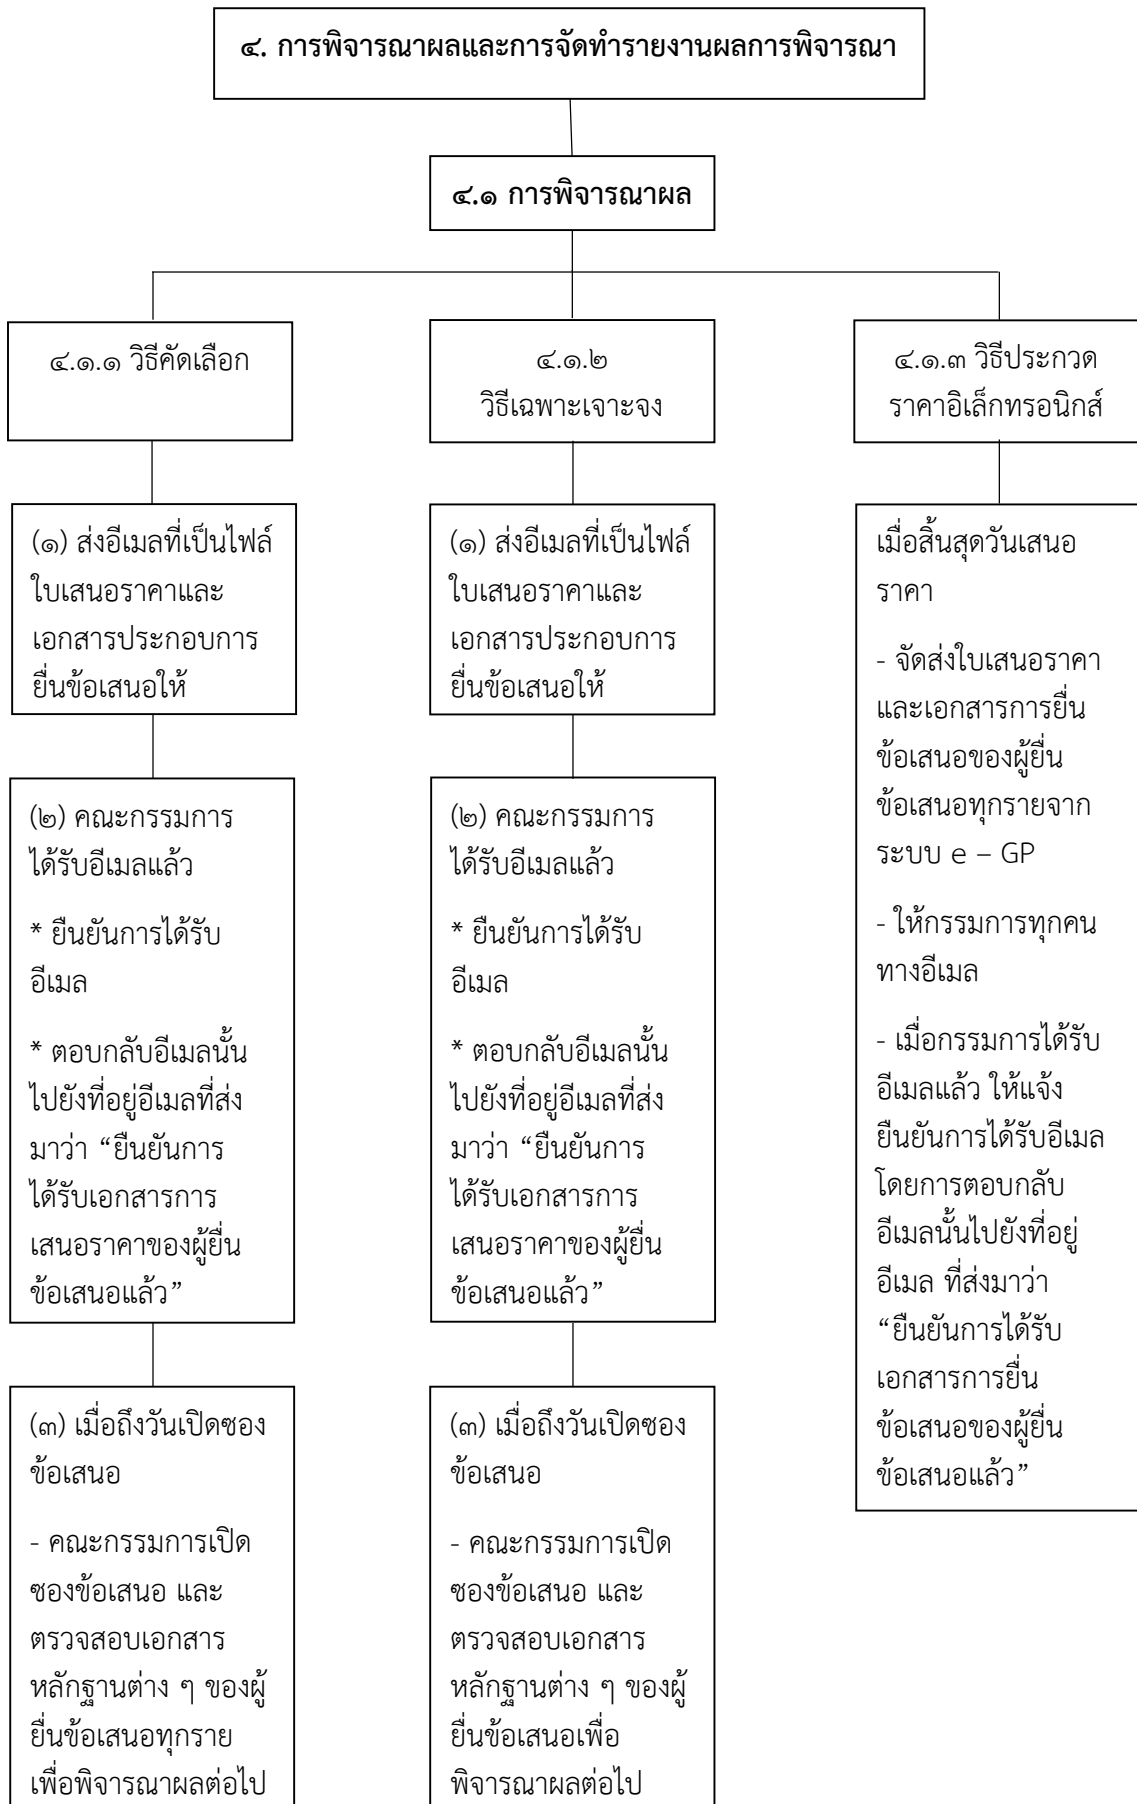 ๔. การพิจารณาผลและการจัดทำรายงานผลการพิจารณา
๔.๑ การพิจารณาผล
๔.๑.๑ วิธีคัดเลือก
๔.๑.๒
วิธีเฉพาะเจาะจง
๔.๑.๓ วิธีประกวด
ราคาอิเล็กทรอนิกส์
(๑) ส่งอีเมลที่เป็นไฟล์
ใบเสนอราคาและ
เอกสารประกอบการ
ยื่นข้อเสนอให้
(๒) คณะกรรมการ
ได้รับอีเมลแล้ว
* ยืนยันการได้รับ
อีเมล
* ตอบกลับอีเมลนั้น
ไปยังที่อยู่อีเมลที่ส่ง
มาว่า “ยืนยันการ
ได้รับเอกสารการ
เสนอราคาของผู้ยื่น
ข้อเสนอแล้ว”
(๓) เมื่อถึงวันเปิดซอง
ข้อเสนอ
- คณะกรรมการเปิด
ซองข้อเสนอ และ
ตรวจสอบเอกสาร
หลักฐานต่าง ๆ ของผู้
ยื่นข้อเสนอทุกราย
เพื่อพิจารณาผลต่อไป
(๑) ส่งอีเมลที่เป็นไฟล์
ใบเสนอราคาและ
เอกสารประกอบการ
ยื่นข้อเสนอให้
(๒) คณะกรรมการ
ได้รับอีเมลแล้ว
* ยืนยันการได้รับ
อีเมล
* ตอบกลับอีเมลนั้น
ไปยังที่อยู่อีเมลที่ส่ง
มาว่า “ยืนยันการ
ได้รับเอกสารการ
เสนอราคาของผู้ยื่น
ข้อเสนอแล้ว”
(๓) เมื่อถึงวันเปิดซอง
ข้อเสนอ
- คณะกรรมการเปิด
ซองข้อเสนอ และ
ตรวจสอบเอกสาร
หลักฐานต่าง ๆ ของผู้
ยื่นข้อเสนอเพื่อ
พิจารณาผลต่อไป
เมื่อสิ้นสุดวันเสนอ
ราคา
- จัดส่งใบเสนอราคา
และเอกสารการยื่น
ข้อเสนอของผู้ยื่น
ข้อเสนอทุกรายจาก
ระบบ e – GP
- ให้กรรมการทุกคน
ทางอีเมล
- เมื่อกรรมการได้รับ
อีเมลแล้ว ให้แจ้ง
ยืนยันการได้รับอีเมล
โดยการตอบกลับ
อีเมลนั้นไปยังที่อยู่
อีเมล ที่ส่งมาว่า
“ยืนยันการได้รับ
เอกสารการยื่น
ข้อเสนอของผู้ยื่น
ข้อเสนอแล้ว”